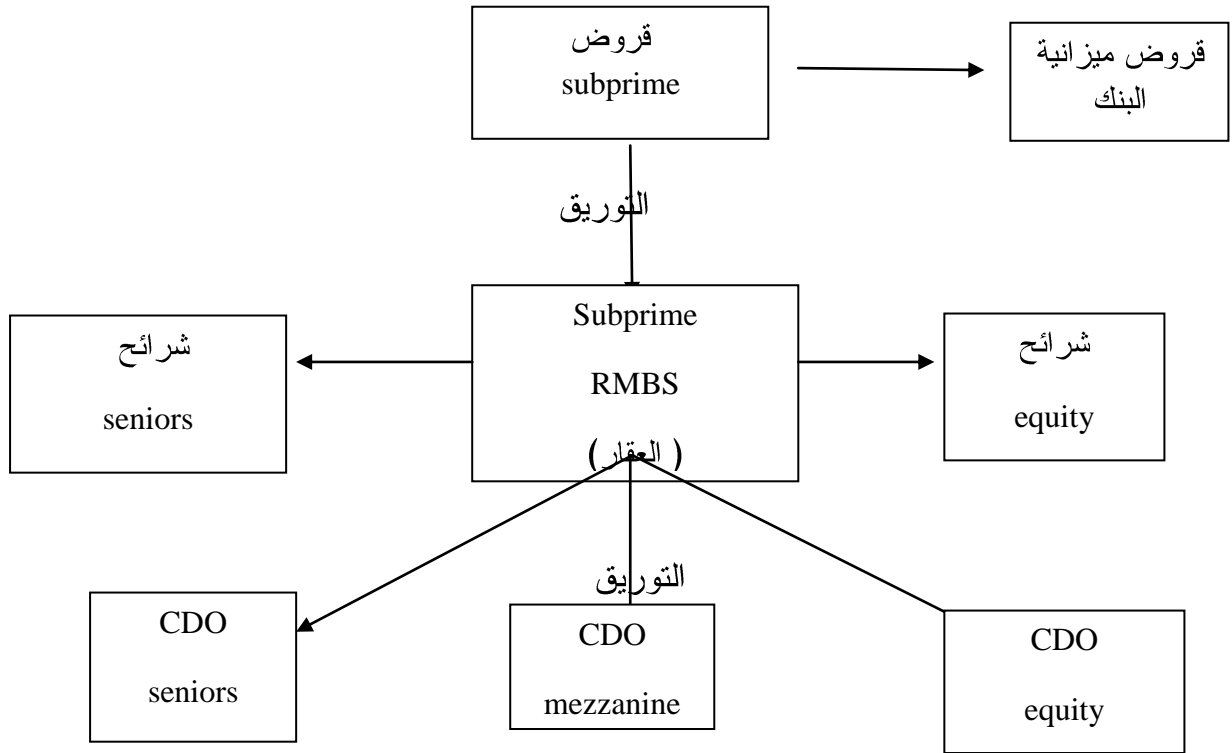 قروض
subprime
قروض ميزانية
البنك
التوريق
Subprime
RMBS
( العقار)
شرائح
seniors
شرائح
equity
التوريق
CDO
seniors
CDO
mezzanine
CDO
equity